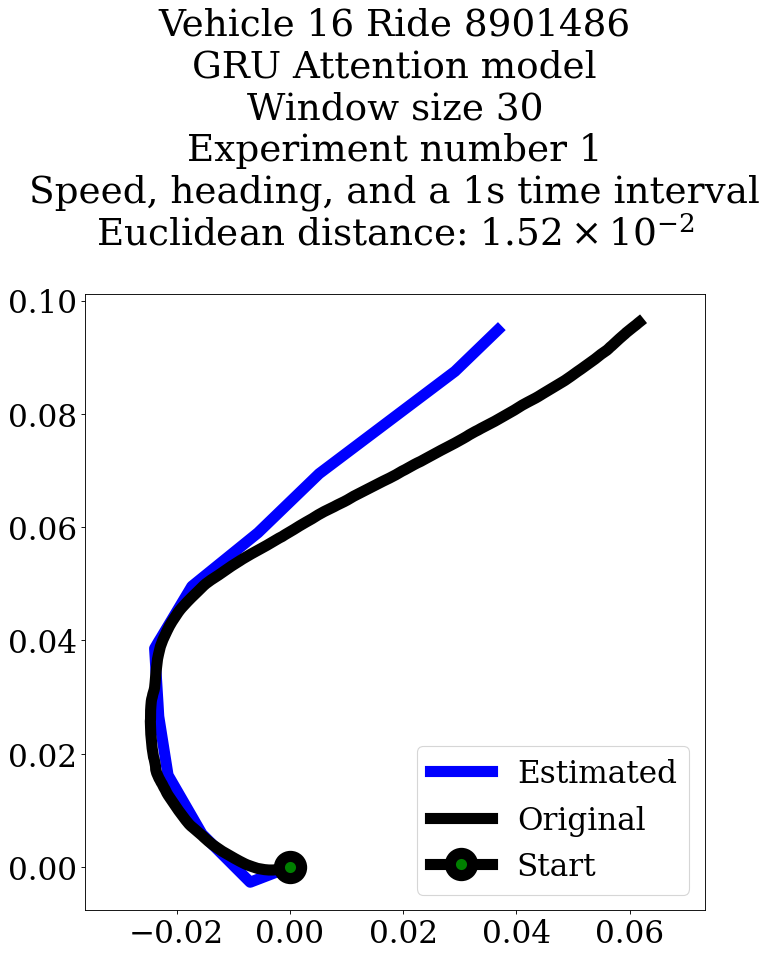 Vehicle 16 Ride 8901486
GRU Attention model
Window size 30
Experiment number 1
Speed, heading, and a 1s time interval
Euclidean distance: 1.52 × 10⁻²
0.10
0.08
0.06
0.04
0.02
0.00
Estimated
Original
Start
−0.02 0.00 0.02 0.04 0.06